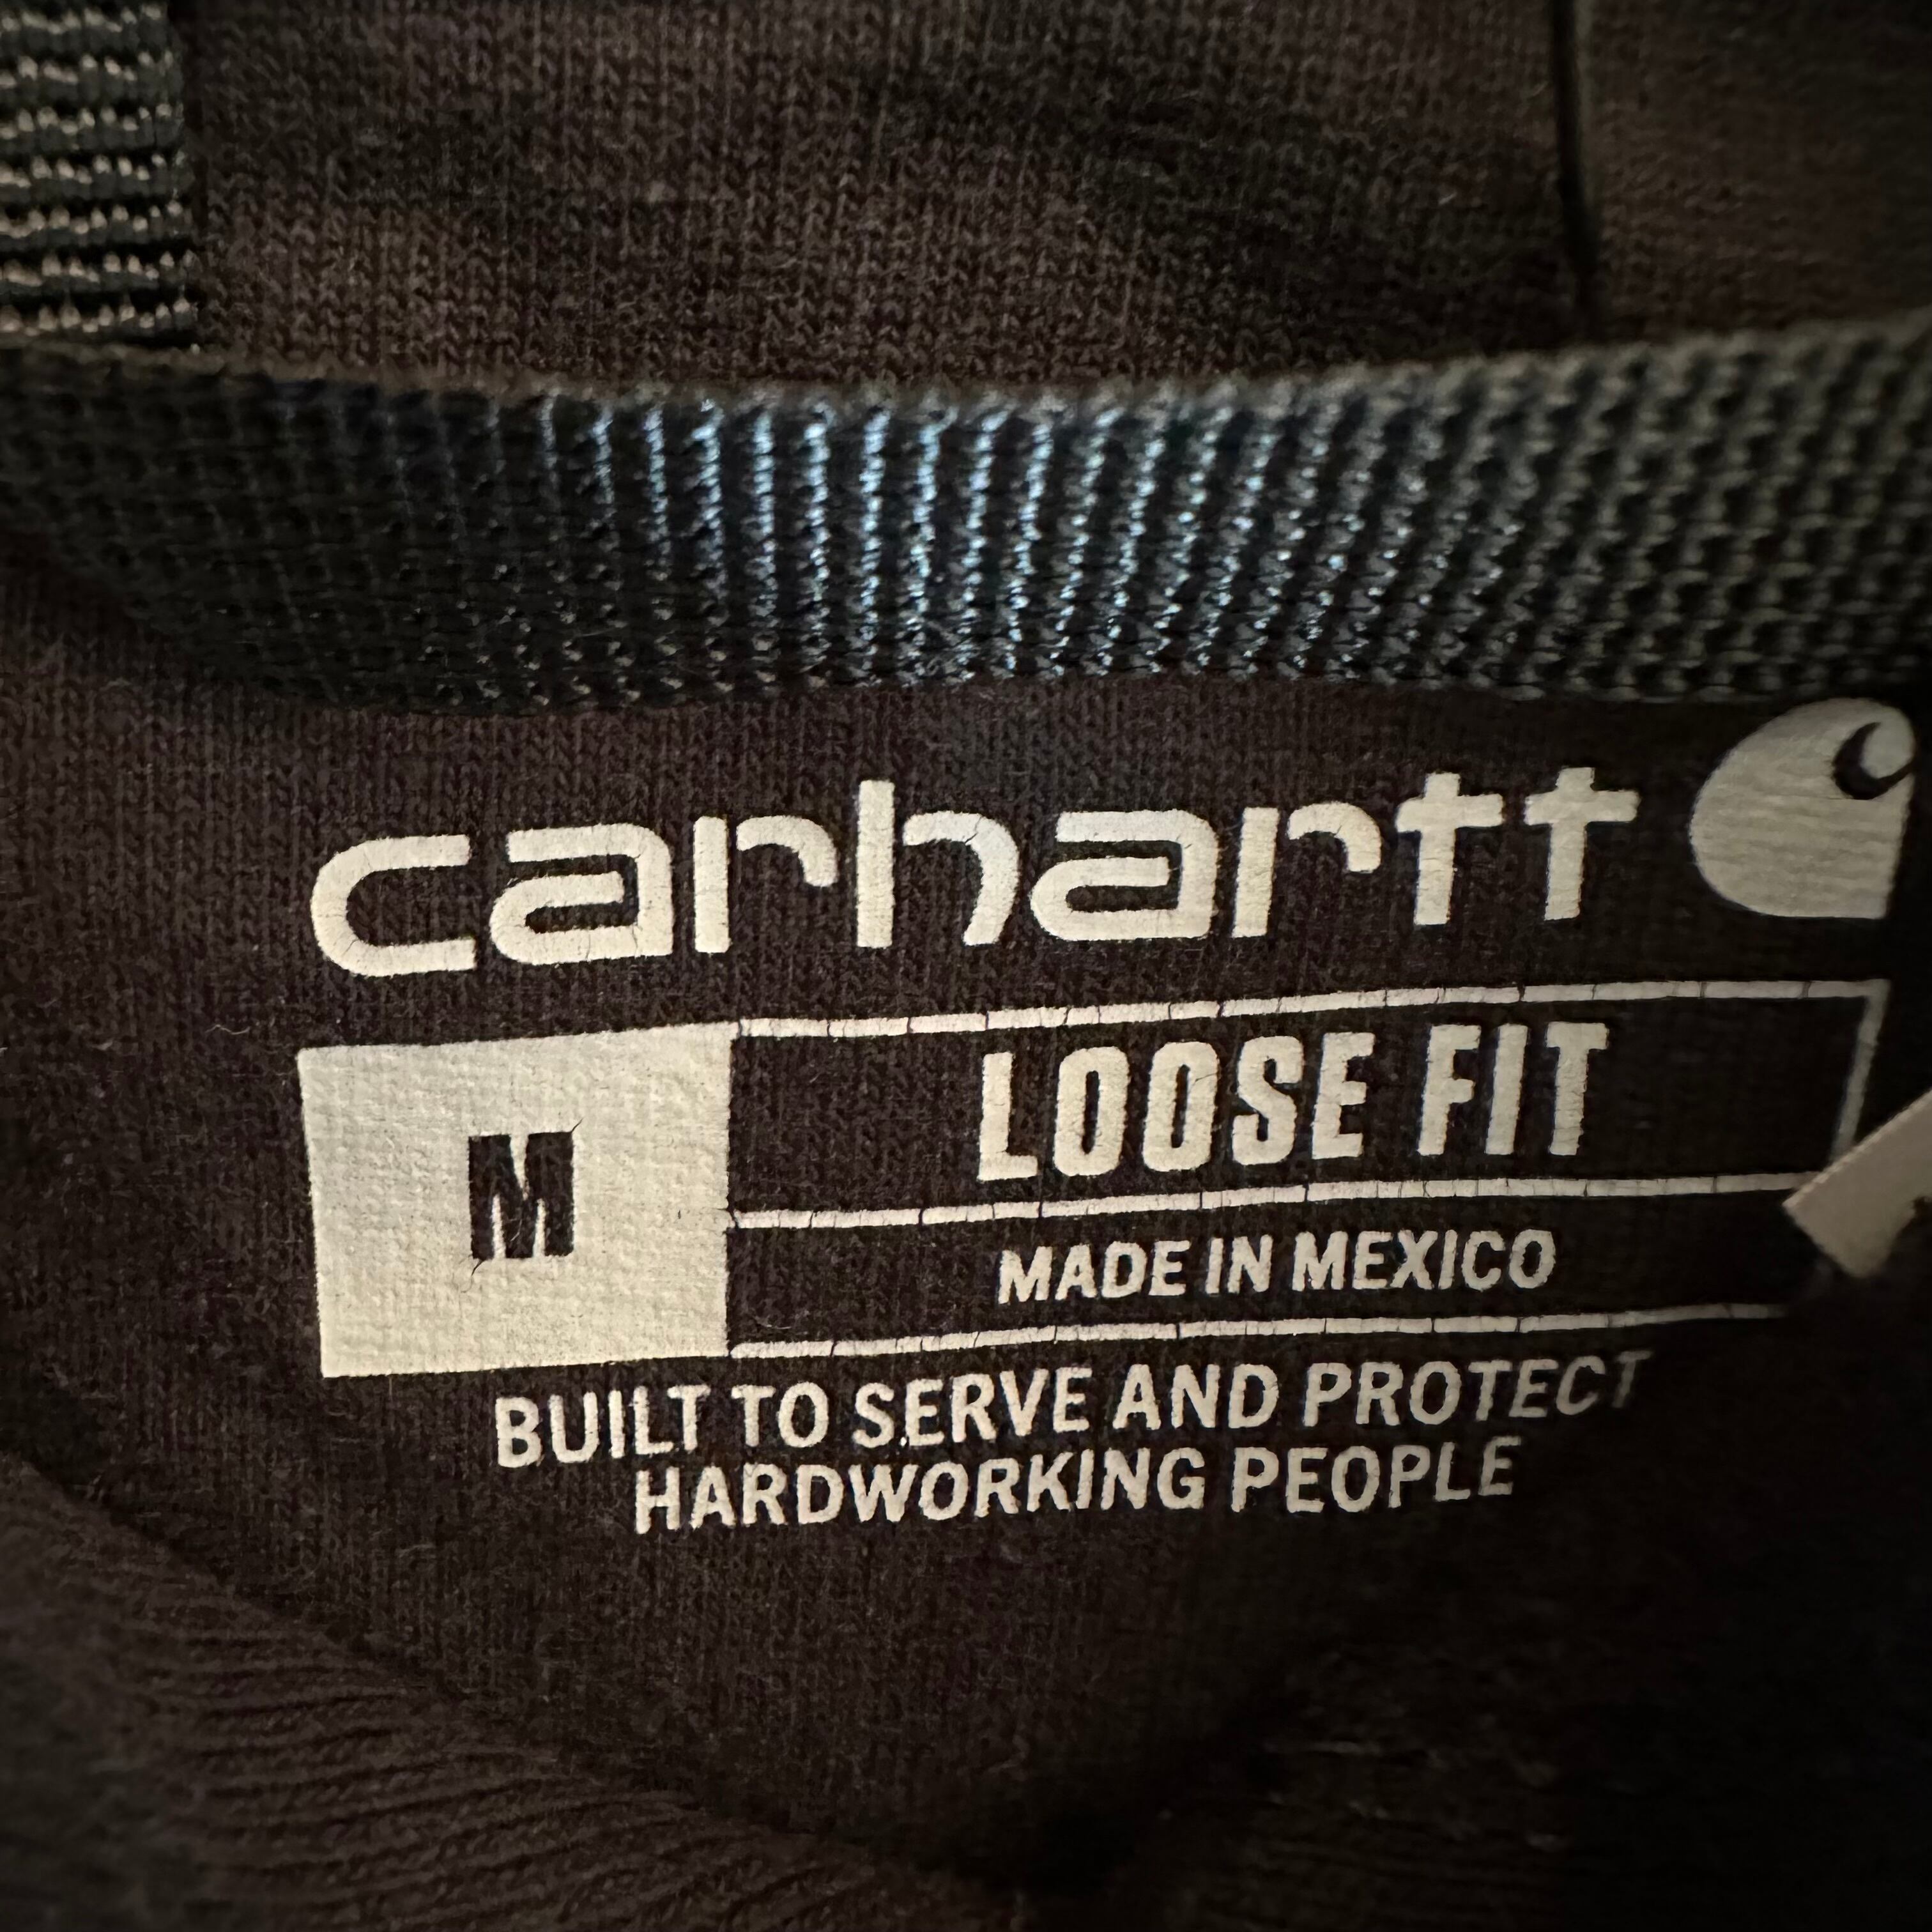 carhartt
M
LOOSE FIT
MADE IN MEXICO
BUILT TO SERVE AND PROTECT
HARDWORKING PEOPLE